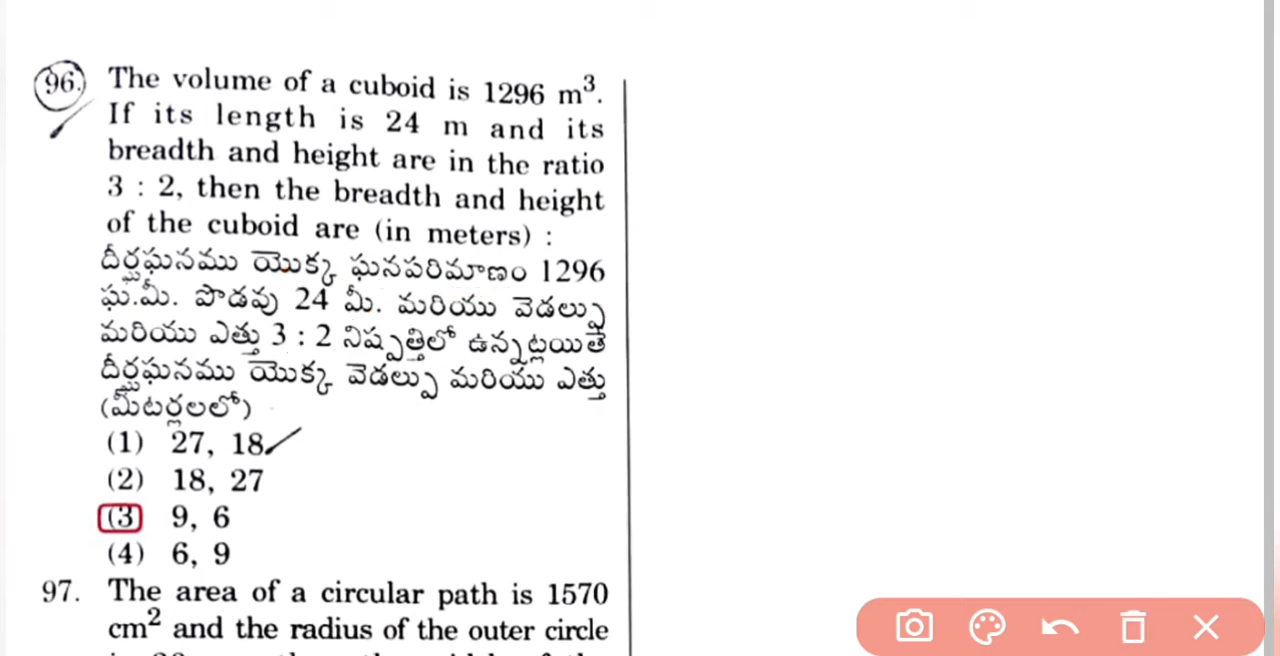 96. The volume of a cuboid is 1296 m³.
If its length is 24 m and its
breadth and height are in the ratio
3 : 2, then the breadth and height
of the cuboid are (in meters) :
దీర్ఘఘనము యొక్క ఘనపరిమాణం 1296
ఘ.మీ. పొడవు 24 మీ. మరియు వెడల్పు
మరియు ఎత్తు 3 : 2 నిష్పత్తిలో ఉన్నట్లయితే
దీర్ఘఘనము యొక్క వెడల్పు మరియు ఎత్తు
(మీటర్లలలో)
(1) 27, 18
(2) 18, 27
(3) 9, 6
(4) 6, 9
97. The area of a circular path is 1570
cm² and the radius of the outer circle